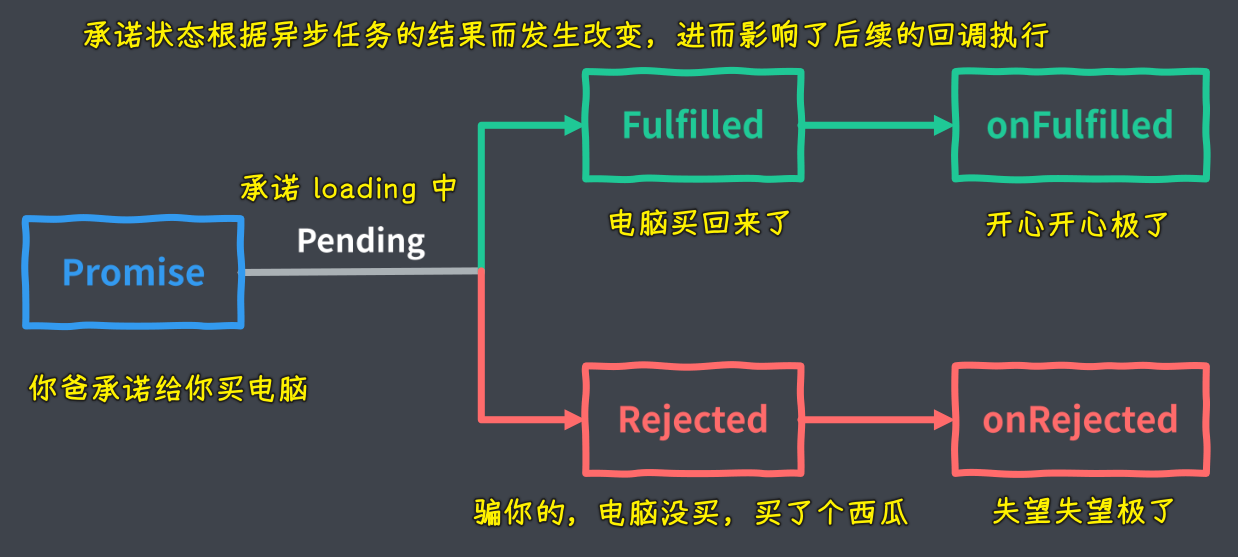 承诺状态根据异步任务的结果而发生改变，进而影响了后续的回调执行
Fulfilled
onFulfilled
承诺 loading 中
电脑买回来了
开心开心极了
Pending
Promise
你爸承诺给你买电脑
Rejected
onRejected
骗你的，电脑没买，买了个西瓜
失望失望极了